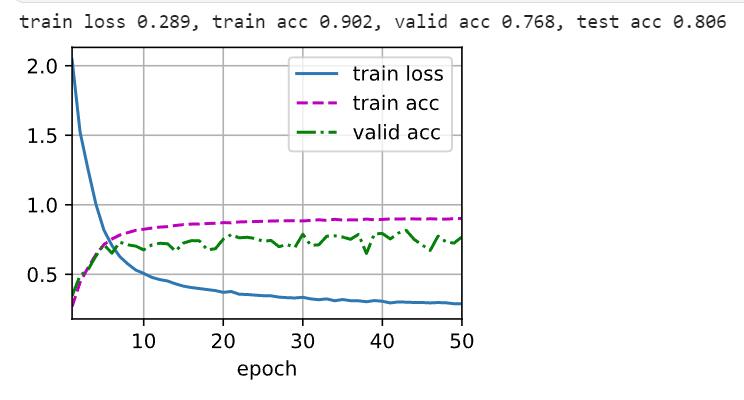 train loss 0.289, train acc 0.902, valid acc 0.768, test acc 0.806
2.0
1.5
1.0
0.5
train loss
train acc
valid acc
10 20 30 40 50
epoch